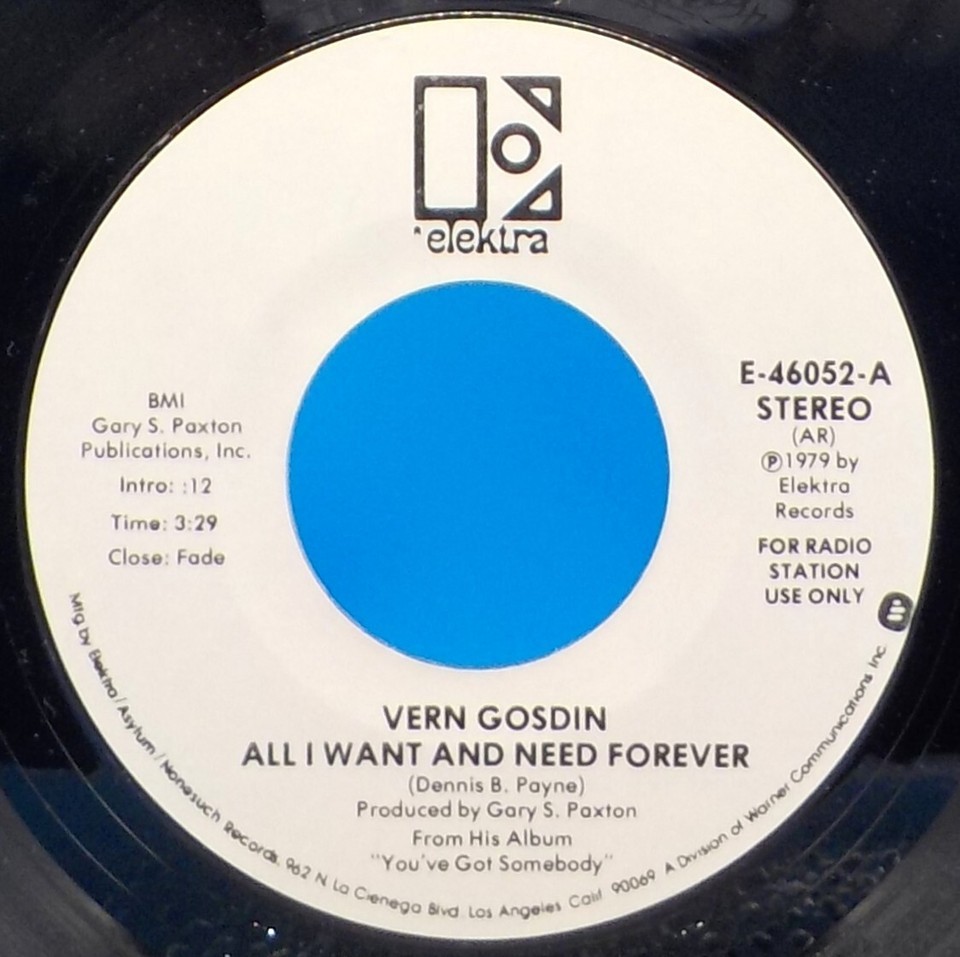 elektra
E-46052-A
STEREO
(AR)
Ⓟ1979 by
Elektra
Records
FOR RADIO
STATION
USE ONLY
BMI
Gary S. Paxton
Publications, Inc.
Intro: :12
Time: 3:29
Close: Fade
VERN GOSDIN
ALL I WANT AND NEED FOREVER
(Dennis B. Payne)
Produced by Gary S. Paxton
From His Album
"You've Got Somebody"
Mfg by Elektra / Asylum / Nonesuch Records, 962 N. La Cienega Blvd. Los Angeles Calif 90069 A Division of Warner Communications Inc.